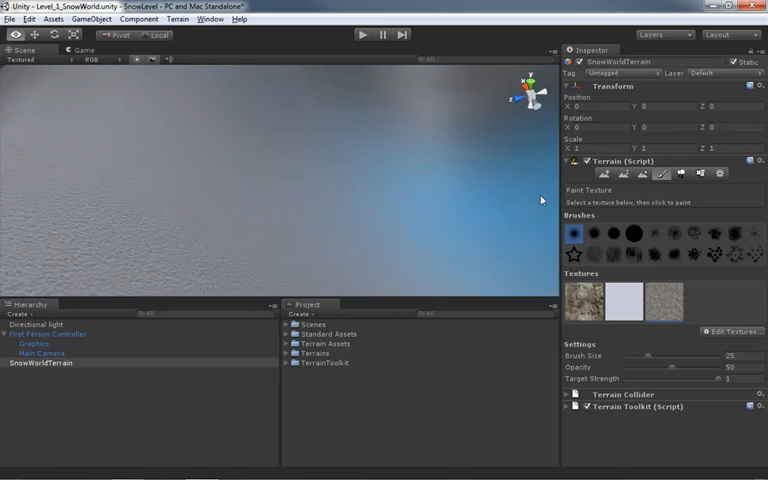 Unity - Level_1_SnowWorld.unity - SnowLevel - PC and Mac Standalone*
File Edit Assets GameObject Component Terrain Window Help
Pivot Local Layers Layout
Scene Game
Textured RGB All
y
x
z
Inspector
SnowWorldTerrain Static
Tag Untagged Layer Default
Transform
Position
X 0 Y 0 Z 0
Rotation
X 0 Y 0 Z 0
Scale
X 1 Y 1 Z 1
Terrain (Script)
Paint Texture
Select a texture below, then click to paint
Brushes
Textures
Edit Textures...
Settings
Brush Size 25
Opacity 50
Target Strength 1
Terrain Collider
Terrain Toolkit (Script)
Hierarchy
Create All
Directional light
First Person Controller
Graphics
Main Camera
SnowWorldTerrain
Project
Create All
Scenes
Standard Assets
Terrain Assets
Terrains
TerrainToolkit